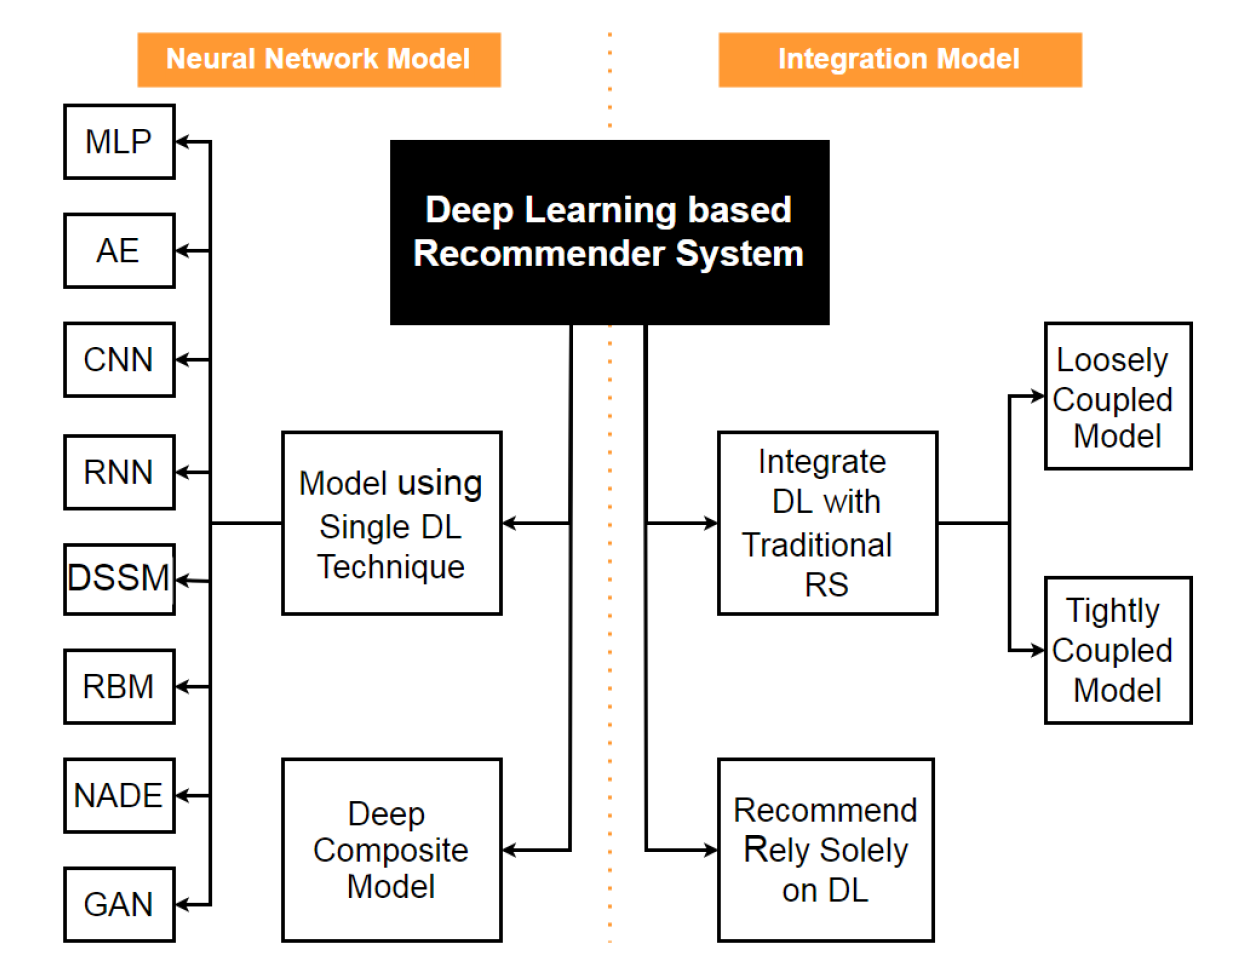 Neural Network Model
Integration Model
Deep Learning based
Recommender System
MLP
AE
CNN
RNN
DSSM
RBM
NADE
GAN
Model using
Single DL
Technique
Deep
Composite
Model
Integrate
DL with
Traditional
RS
Recommend
Rely Solely
on DL
Loosely
Coupled
Model
Tightly
Coupled
Model